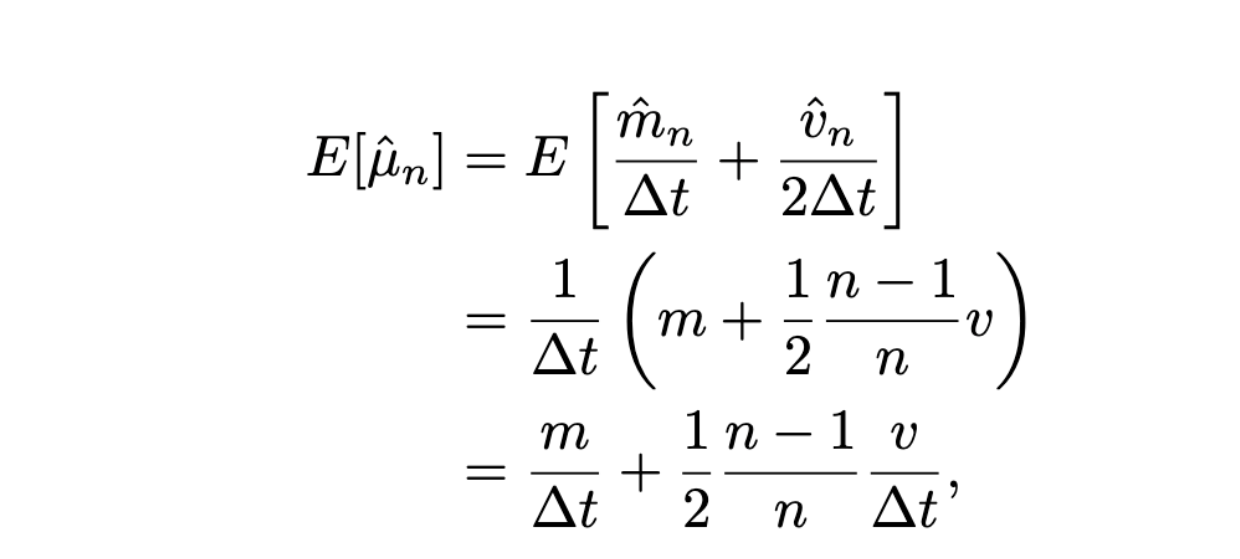 E[\hat{\mu}_n] = E\left[\frac{\hat{m}_n}{\Delta t} + \frac{\hat{v}_n}{2\Delta t}\right]
= \frac{1}{\Delta t}\left(m + \frac{1}{2}\frac{n-1}{n}v\right)
= \frac{m}{\Delta t} + \frac{1}{2}\frac{n-1}{n}\frac{v}{\Delta t},